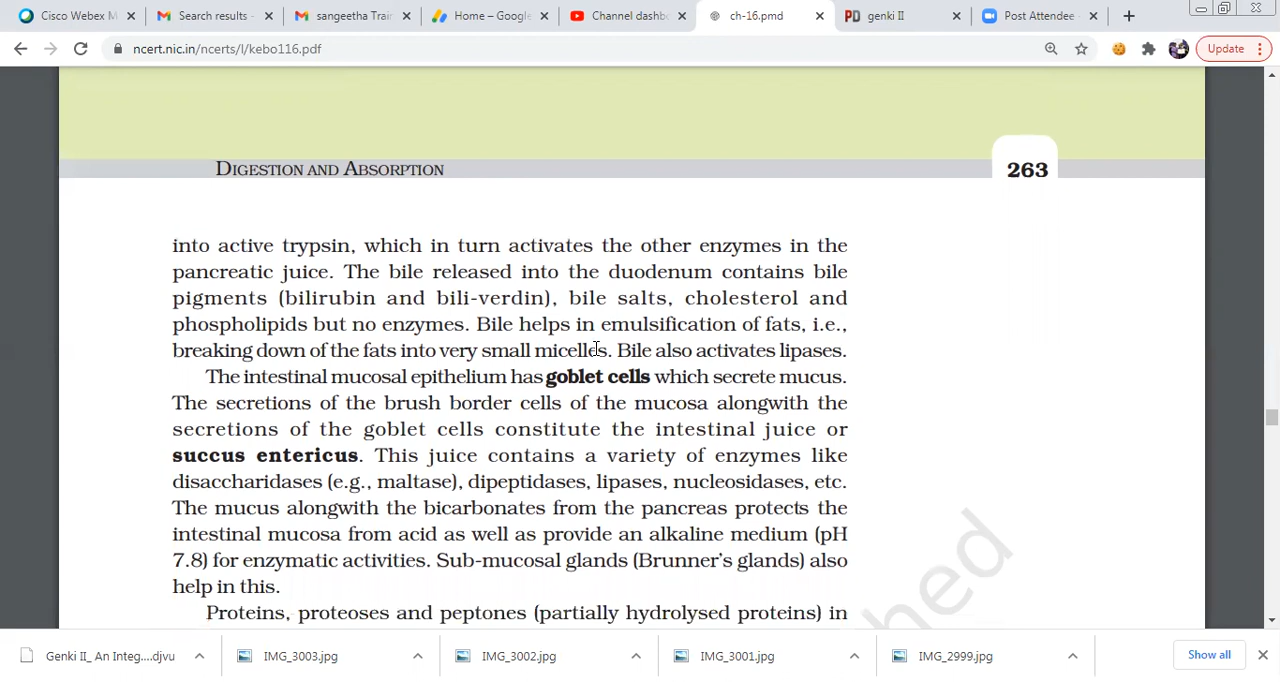 Cisco Webex M
Search results -
sangeetha Trai
Home – Google
Channel dashb
ch-16.pmd
PD genki II
Post Attendee -
ncert.nic.in/ncerts/l/kebo116.pdf
Update
DIGESTION AND ABSORPTION
263
into active trypsin, which in turn activates the other enzymes in the
pancreatic juice. The bile released into the duodenum contains bile
pigments (bilirubin and bili-verdin), bile salts, cholesterol and
phospholipids but no enzymes. Bile helps in emulsification of fats, i.e.,
breaking down of the fats into very small micelles. Bile also activates lipases.
The intestinal mucosal epithelium has goblet cells which secrete mucus.
The secretions of the brush border cells of the mucosa alongwith the
secretions of the goblet cells constitute the intestinal juice or
succus entericus. This juice contains a variety of enzymes like
disaccharidases (e.g., maltase), dipeptidases, lipases, nucleosidases, etc.
The mucus alongwith the bicarbonates from the pancreas protects the
intestinal mucosa from acid as well as provide an alkaline medium (pH
7.8) for enzymatic activities. Sub-mucosal glands (Brunner's glands) also
help in this.
Proteins, proteoses and peptones (partially hydrolysed proteins) in
hed
Genki II_ An Integ....djvu
IMG_3003.jpg
IMG_3002.jpg
IMG_3001.jpg
IMG_2999.jpg
Show all